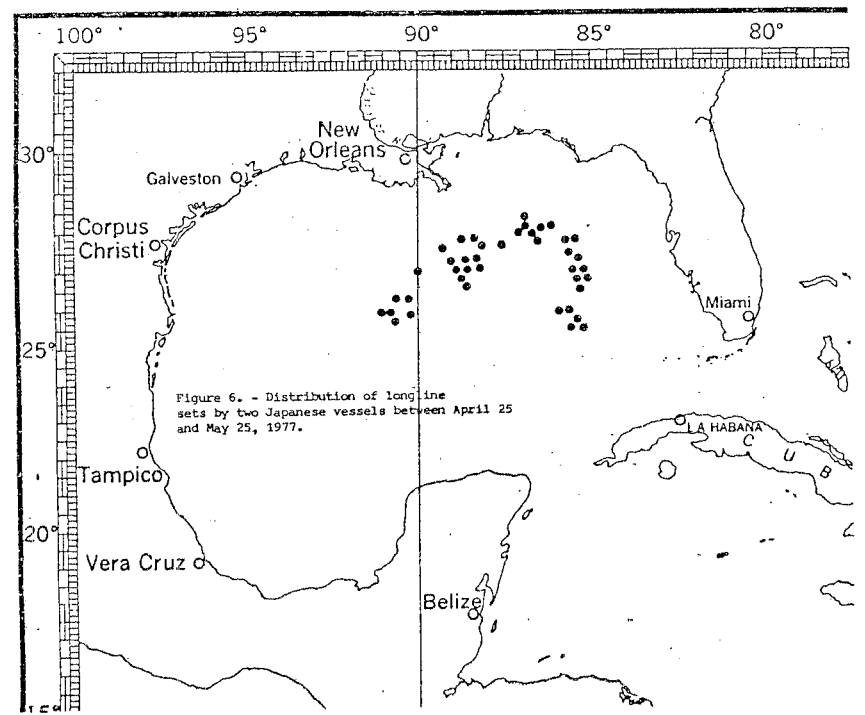 100° 95° 90° 85° 80°
New
Orleans
30°
Galveston
Corpus
Christi
Miami
25°
Figure 6. - Distribution of longline
sets by two Japanese vessels between April 25
and May 25, 1977.
LA HABANA
C U B
Tampico
20°
Vera Cruz
Belize
15°